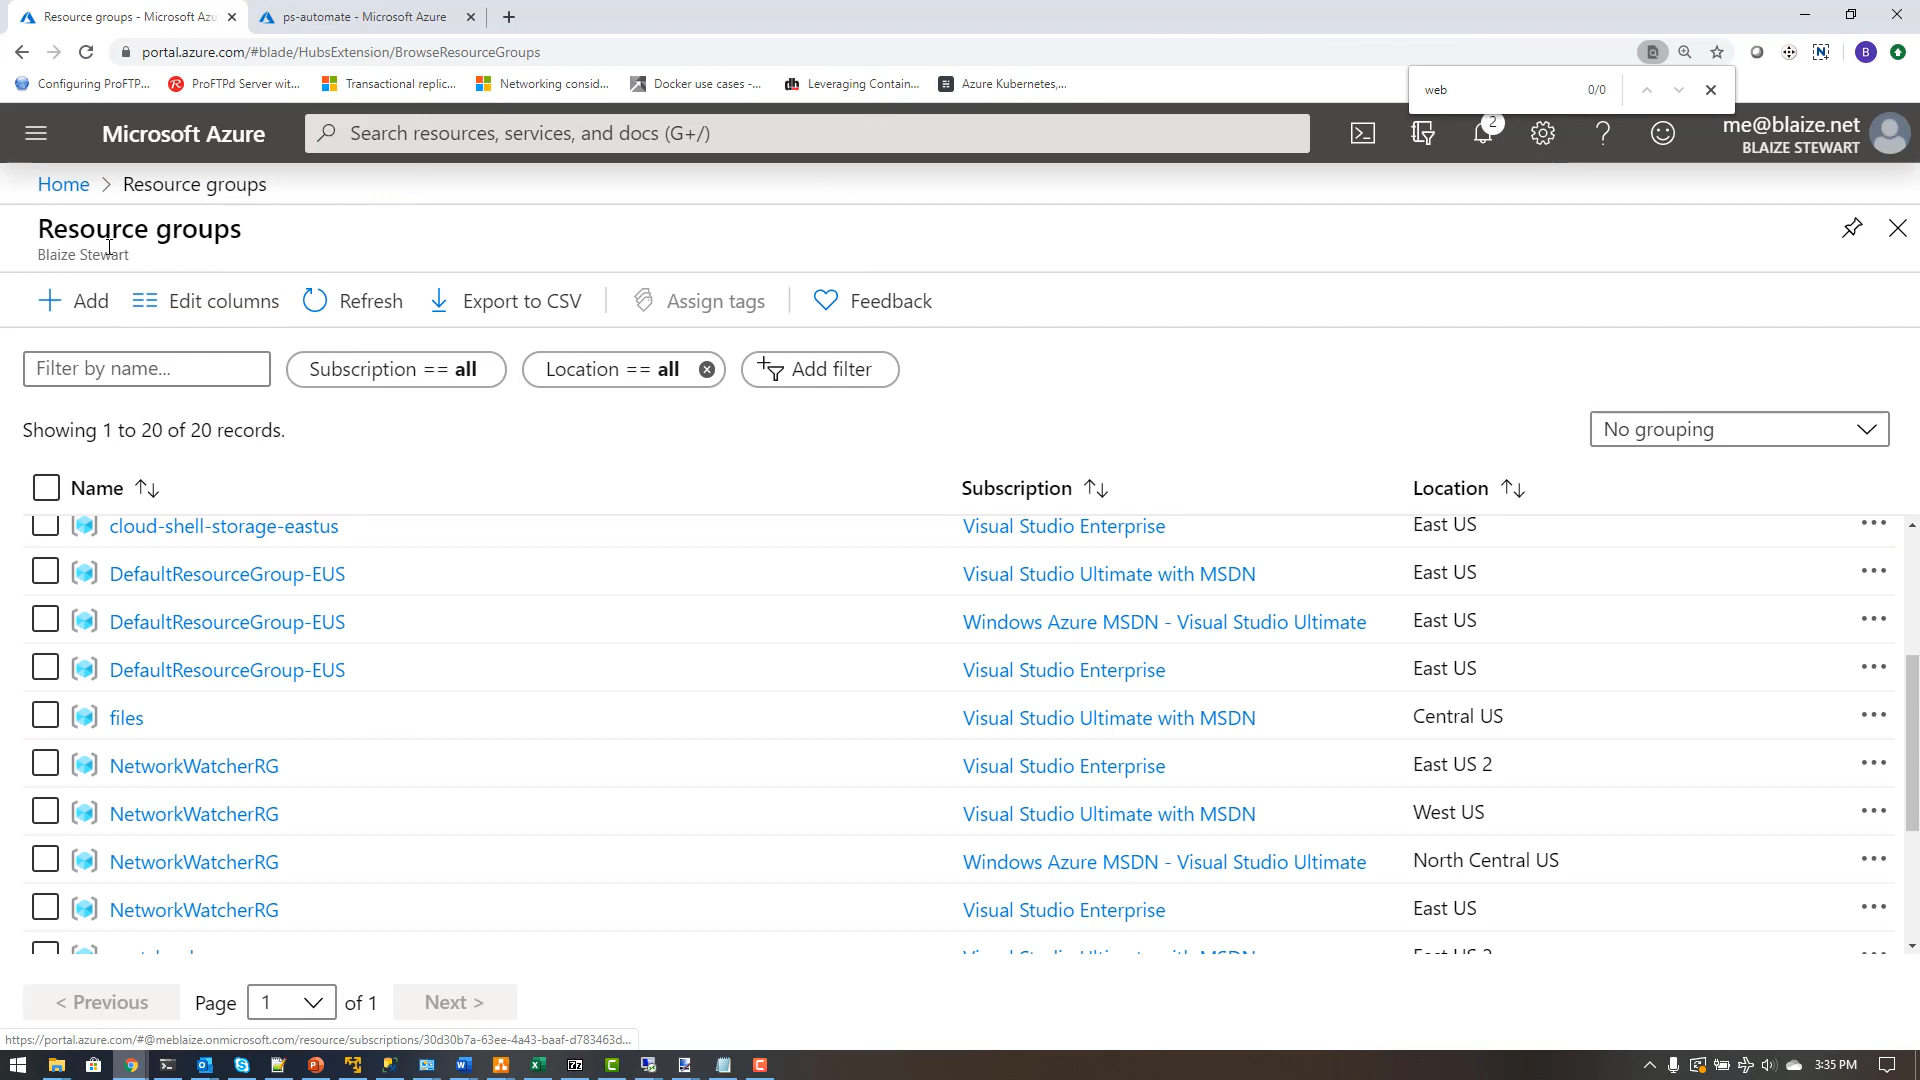 Resource groups - Microsoft Azu
ps-automate - Microsoft Azure
portal.azure.com/#blade/HubsExtension/BrowseResourceGroups
B
Configuring ProFTP...
ProFTPd Server wit...
Transactional replic...
Networking consid...
Docker use cases -...
Leveraging Contain...
Azure Kubernetes,...
web
0/0
Microsoft Azure
Search resources, services, and docs (G+/)
2
me@blaize.net
BLAIZE STEWART
Home > Resource groups
Resource groups
Blaize Stewart
Add
Edit columns
Refresh
Export to CSV
Assign tags
Feedback
Filter by name...
Subscription == all
Location == all
Add filter
Showing 1 to 20 of 20 records.
No grouping
Name
Subscription
Location
cloud-shell-storage-eastus Visual Studio Enterprise East US
DefaultResourceGroup-EUS Visual Studio Ultimate with MSDN East US
DefaultResourceGroup-EUS Windows Azure MSDN - Visual Studio Ultimate East US
DefaultResourceGroup-EUS Visual Studio Enterprise East US
files Visual Studio Ultimate with MSDN Central US
NetworkWatcherRG Visual Studio Enterprise East US 2
NetworkWatcherRG Visual Studio Ultimate with MSDN West US
NetworkWatcherRG Windows Azure MSDN - Visual Studio Ultimate North Central US
NetworkWatcherRG Visual Studio Enterprise East US
< Previous
Page 1 of 1
Next >
https://portal.azure.com/#@meblaize.onmicrosoft.com/resource/subscriptions/30d30b7a-63ee-4a43-baaf-d783463d...
3:35 PM